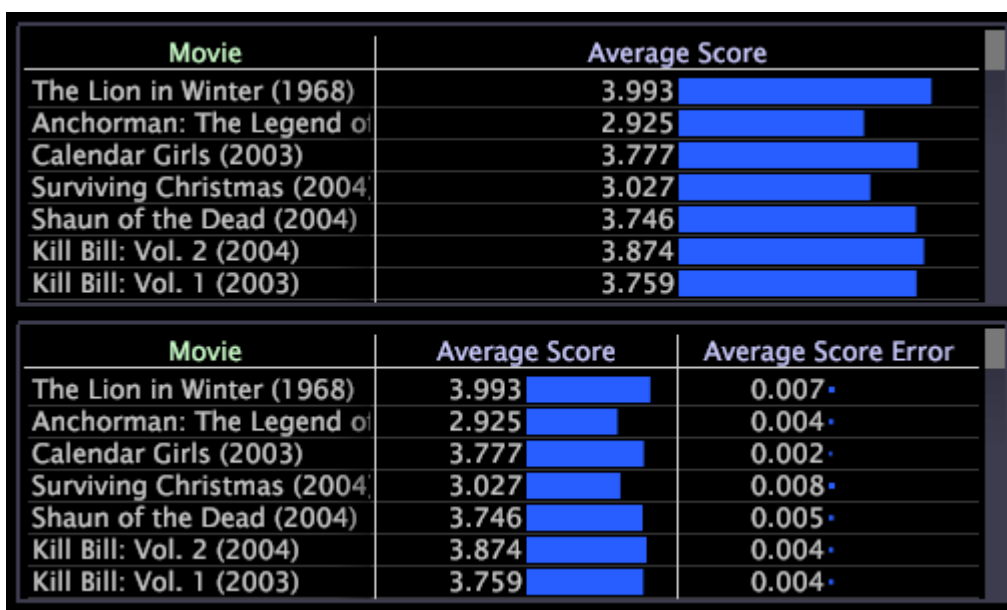 Movie Average Score
The Lion in Winter (1968) 3.993
Anchorman: The Legend of 2.925
Calendar Girls (2003) 3.777
Surviving Christmas (2004) 3.027
Shaun of the Dead (2004) 3.746
Kill Bill: Vol. 2 (2004) 3.874
Kill Bill: Vol. 1 (2003) 3.759
Movie Average Score Average Score Error
The Lion in Winter (1968) 3.993 0.007
Anchorman: The Legend of 2.925 0.004
Calendar Girls (2003) 3.777 0.002
Surviving Christmas (2004) 3.027 0.008
Shaun of the Dead (2004) 3.746 0.005
Kill Bill: Vol. 2 (2004) 3.874 0.004
Kill Bill: Vol. 1 (2003) 3.759 0.004